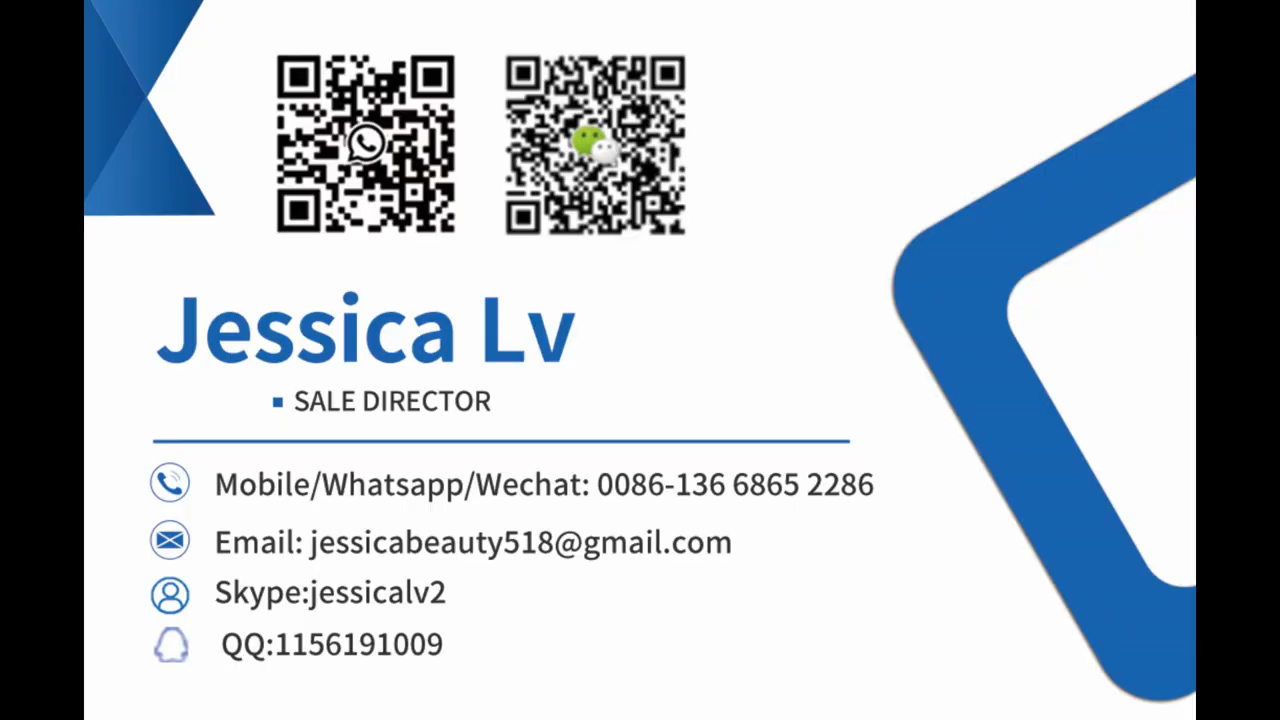 Jessica Lv
SALE DIRECTOR
Mobile/Whatsapp/Wechat: 0086-136 6865 2286
Email: jessicabeauty518@gmail.com
Skype:jessicalv2
QQ:1156191009